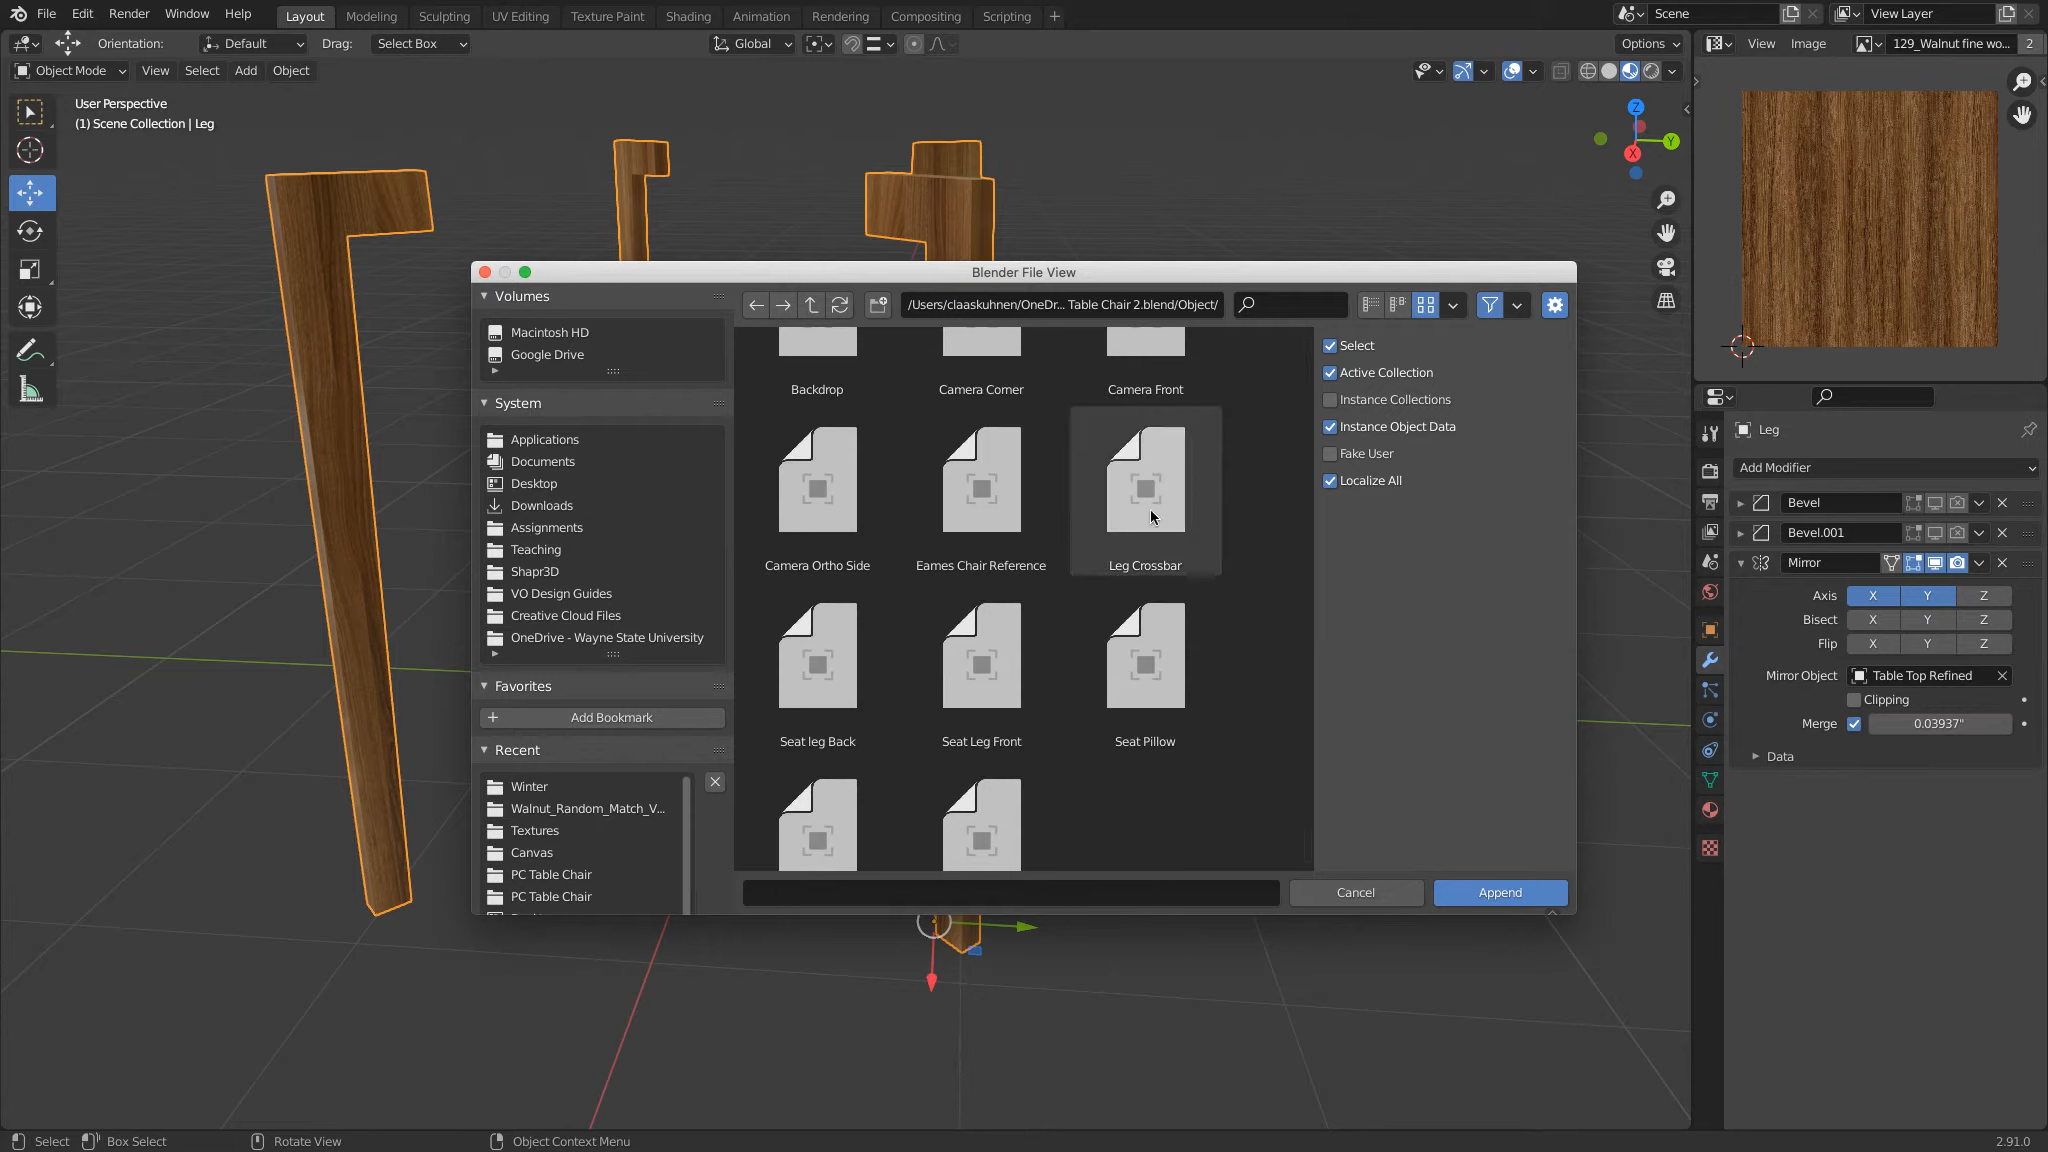 File Edit Render Window Help Layout Modeling Sculpting UV Editing Texture Paint Shading Animation Rendering Compositing Scripting + Scene View Layer
Orientation: Default Drag: Select Box Global Options View Image 129_Walnut fine wo... 2
Object Mode View Select Add Object
User Perspective
(1) Scene Collection | Leg
Z
Y
X
Blender File View
Volumes
Macintosh HD
Google Drive
System
Applications
Documents
Desktop
Downloads
Assignments
Teaching
Shapr3D
VO Design Guides
Creative Cloud Files
OneDrive - Wayne State University
Favorites
Add Bookmark
Recent
Winter
Walnut_Random_Match_V...
Textures
Canvas
PC Table Chair
PC Table Chair
/Users/claaskuhnen/OneDr... Table Chair 2.blend/Object/
Backdrop Camera Corner Camera Front
Camera Ortho Side Eames Chair Reference Leg Crossbar
Seat leg Back Seat Leg Front Seat Pillow
Select
Active Collection
Instance Collections
Instance Object Data
Fake User
Localize All
Cancel Append
Leg
Add Modifier
Bevel
Bevel.001
Mirror
Axis X Y Z
Bisect X Y Z
Flip X Y Z
Mirror Object Table Top Refined
Clipping
Merge 0.03937"
Data
Select Box Select Rotate View Object Context Menu 2.91.0